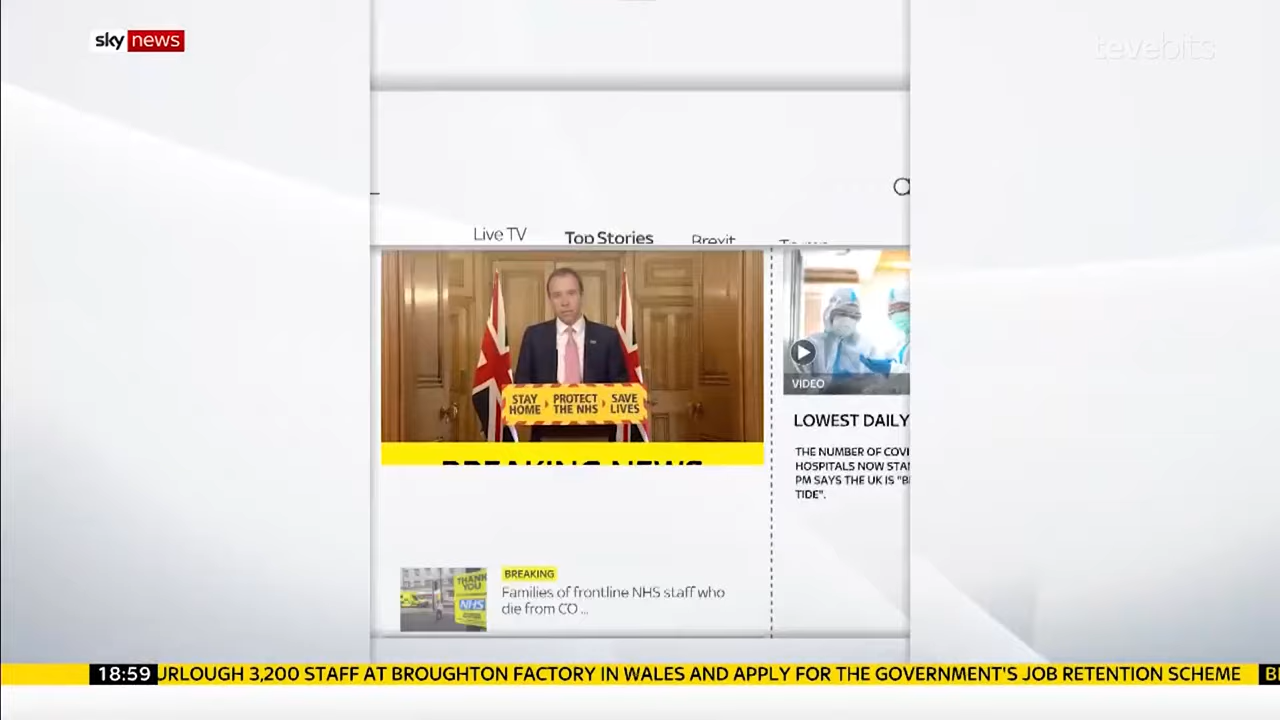 sky news
tevebits
Live TV
Top Stories
Brexit
STAY HOME
PROTECT THE NHS
SAVE LIVES
BREAKING NEWS
VIDEO
LOWEST DAILY
THE NUMBER OF COVI
HOSPITALS NOW STAN
PM SAYS THE UK IS "B
TIDE".
THANK YOU
NHS
BREAKING
Families of frontline NHS staff who
die from CO ...
18:59
URLOUGH 3,200 STAFF AT BROUGHTON FACTORY IN WALES AND APPLY FOR THE GOVERNMENT'S JOB RETENTION SCHEME